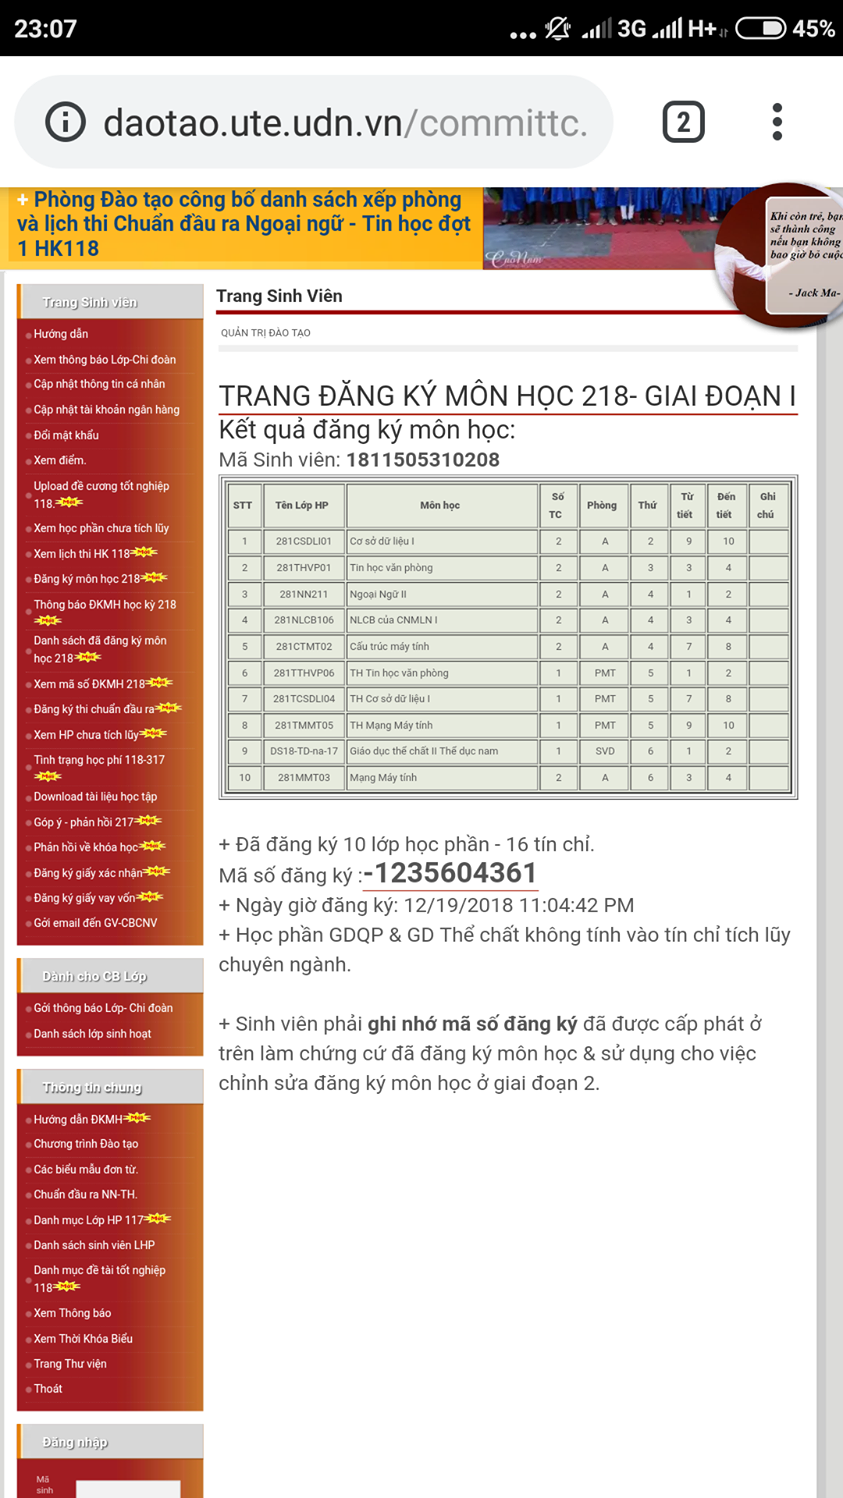 23:07
... 3G H+ 45%
daotao.ute.udn.vn/committc.
2
+ Phòng Đào tạo công bố danh sách xếp phòng
và lịch thi Chuẩn đầu ra Ngoại ngữ - Tin học đợt
1 HK118
Khi còn trẻ, bạn
sẽ thành công
nếu bạn không
bao giờ bỏ cuộc
- Jack Ma-
Trang Sinh viên
Hướng dẫn
Xem thông báo Lớp-Chi đoàn
Cập nhật thông tin cá nhân
Cập nhật tài khoản ngân hàng
Đổi mật khẩu
Xem điểm.
Upload đề cương tốt nghiệp
118.
Xem học phần chưa tích lũy
Xem lịch thi HK 118
Đăng ký môn học 218
Thông báo ĐKMH học kỳ 218
Danh sách đã đăng ký môn
học 218
Xem mã số ĐKMH 218
Đăng ký thi chuẩn đầu ra
Xem HP chưa tích lũy
Tình trạng học phí 118-317
Download tài liệu học tập
Góp ý - phản hồi 217
Phản hồi về khóa học
Đăng ký giấy xác nhận
Đăng ký giấy vay vốn
Gởi email đến GV-CBCNV
Dành cho CB Lớp
Gởi thông báo Lớp- Chi đoàn
Danh sách lớp sinh hoạt
Thông tin chung
Hướng dẫn ĐKMH
Chương trình Đào tạo
Các biểu mẫu đơn từ.
Chuẩn đầu ra NN-TH.
Danh mục Lớp HP 117
Danh sách sinh viên LHP
Danh mục đề tài tốt nghiệp
118
Xem Thông báo
Xem Thời Khóa Biểu
Trang Thư viện
Thoát
Đăng nhập
Mã
sinh
Trang Sinh Viên
QUẢN TRỊ ĐÀO TẠO
TRANG ĐĂNG KÝ MÔN HỌC 218- GIAI ĐOẠN I
Kết quả đăng ký môn học:
Mã Sinh viên: 1811505310208
STT Tên Lớp HP Môn học Số TC Phòng Thứ Từ tiết Đến tiết Ghi chú
1 281CSDLI01 Cơ sở dữ liệu I 2 A 2 9 10
2 281THVP01 Tin học văn phòng 2 A 3 3 4
3 281NN211 Ngoại Ngữ II 2 A 4 1 2
4 281NLCB106 NLCB của CNMLN I 2 A 4 3 4
5 281CTMT02 Cấu trúc máy tính 2 A 4 7 8
6 281TTHVP06 TH Tin học văn phòng 1 PMT 5 1 2
7 281TCSDLI04 TH Cơ sở dữ liệu I 1 PMT 5 7 8
8 281TMMT05 TH Mạng Máy tính 1 PMT 5 9 10
9 DS18-TD-na-17 Giáo dục thể chất II Thể dục nam 1 SVD 6 1 2
10 281MMT03 Mạng Máy tính 2 A 6 3 4
+ Đã đăng ký 10 lớp học phần - 16 tín chỉ.
Mã số đăng ký :-1235604361
+ Ngày giờ đăng ký: 12/19/2018 11:04:42 PM
+ Học phần GDQP & GD Thể chất không tính vào tín chỉ tích lũy
chuyên ngành.
+ Sinh viên phải ghi nhớ mã số đăng ký đã được cấp phát ở
trên làm chứng cứ đã đăng ký môn học & sử dụng cho việc
chỉnh sửa đăng ký môn học ở giai đoạn 2.